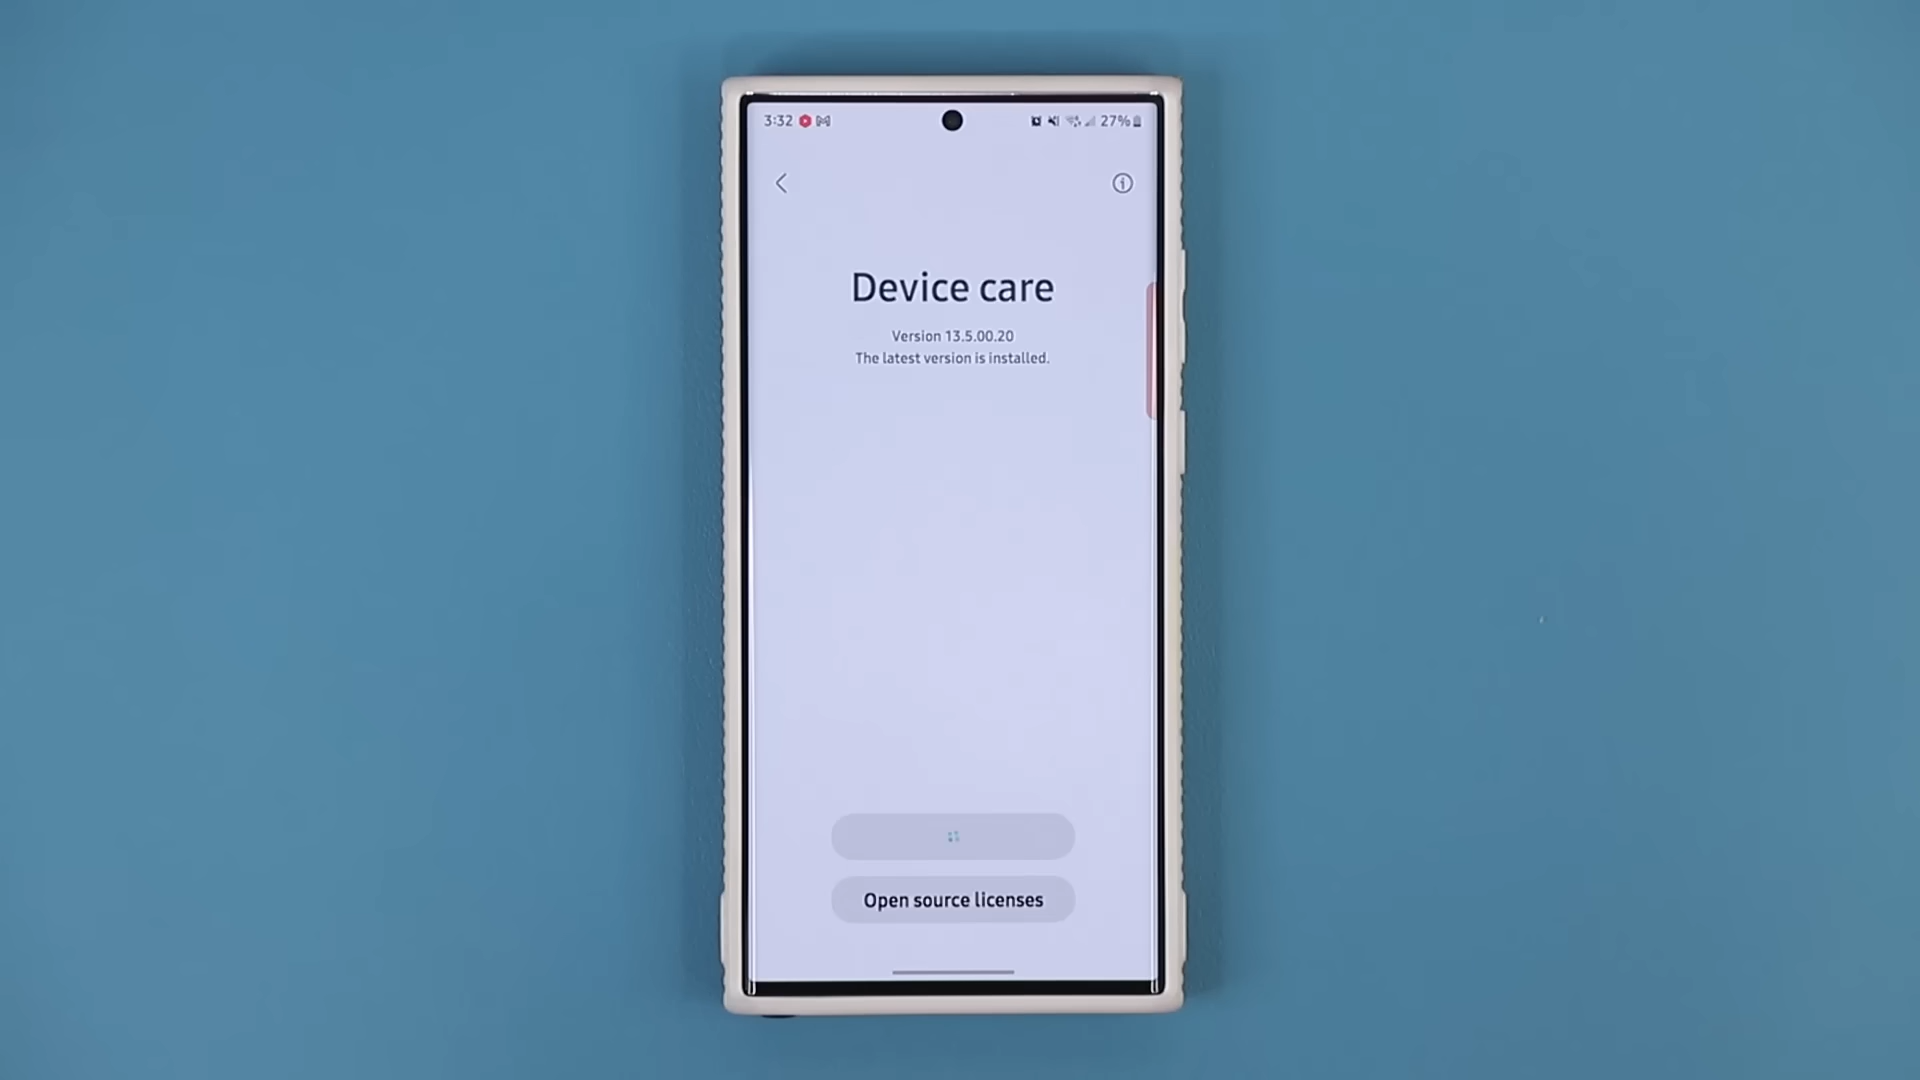 3:32 27%
Device care
Version 13.5.00.20
The latest version is installed.
Open source licenses